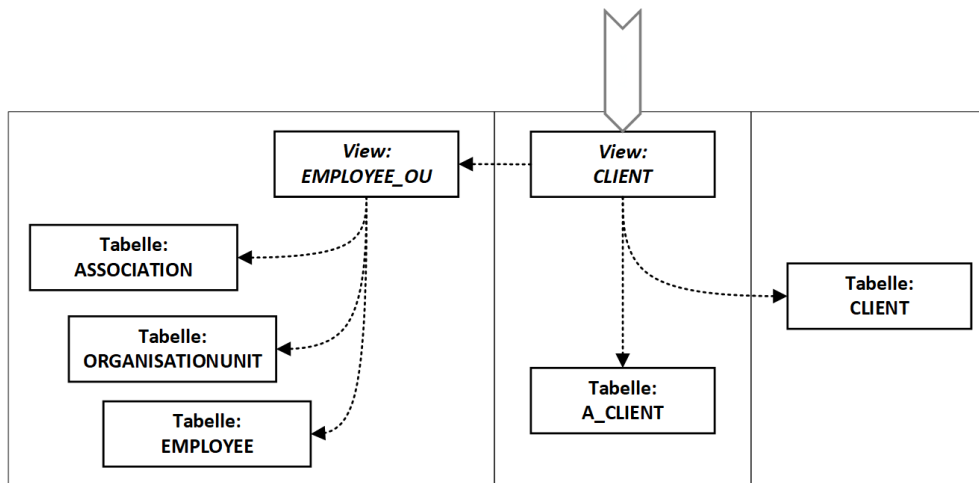 View:
EMPLOYEE_OU
View:
CLIENT
Tabelle:
ASSOCIATION
Tabelle:
CLIENT
Tabelle:
ORGANISATIONUNIT
Tabelle:
A_CLIENT
Tabelle:
EMPLOYEE